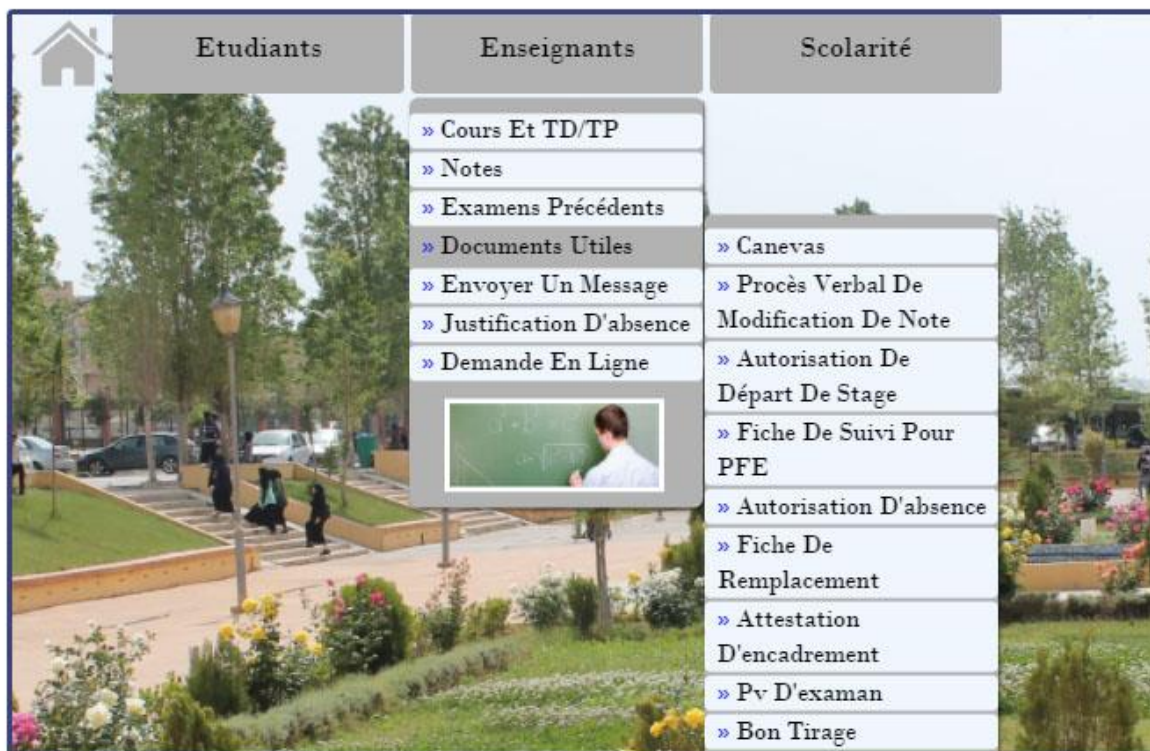 Etudiants
Enseignants
Scolarité
» Cours Et TD/TP
» Notes
» Examens Précédents
» Documents Utiles
» Envoyer Un Message
» Justification D'absence
» Demande En Ligne
» Canevas
» Procès Verbal De
Modification De Note
» Autorisation De
Départ De Stage
» Fiche De Suivi Pour
PFE
» Autorisation D'absence
» Fiche De
Remplacement
» Attestation
D'encadrement
» Pv D'examan
» Bon Tirage